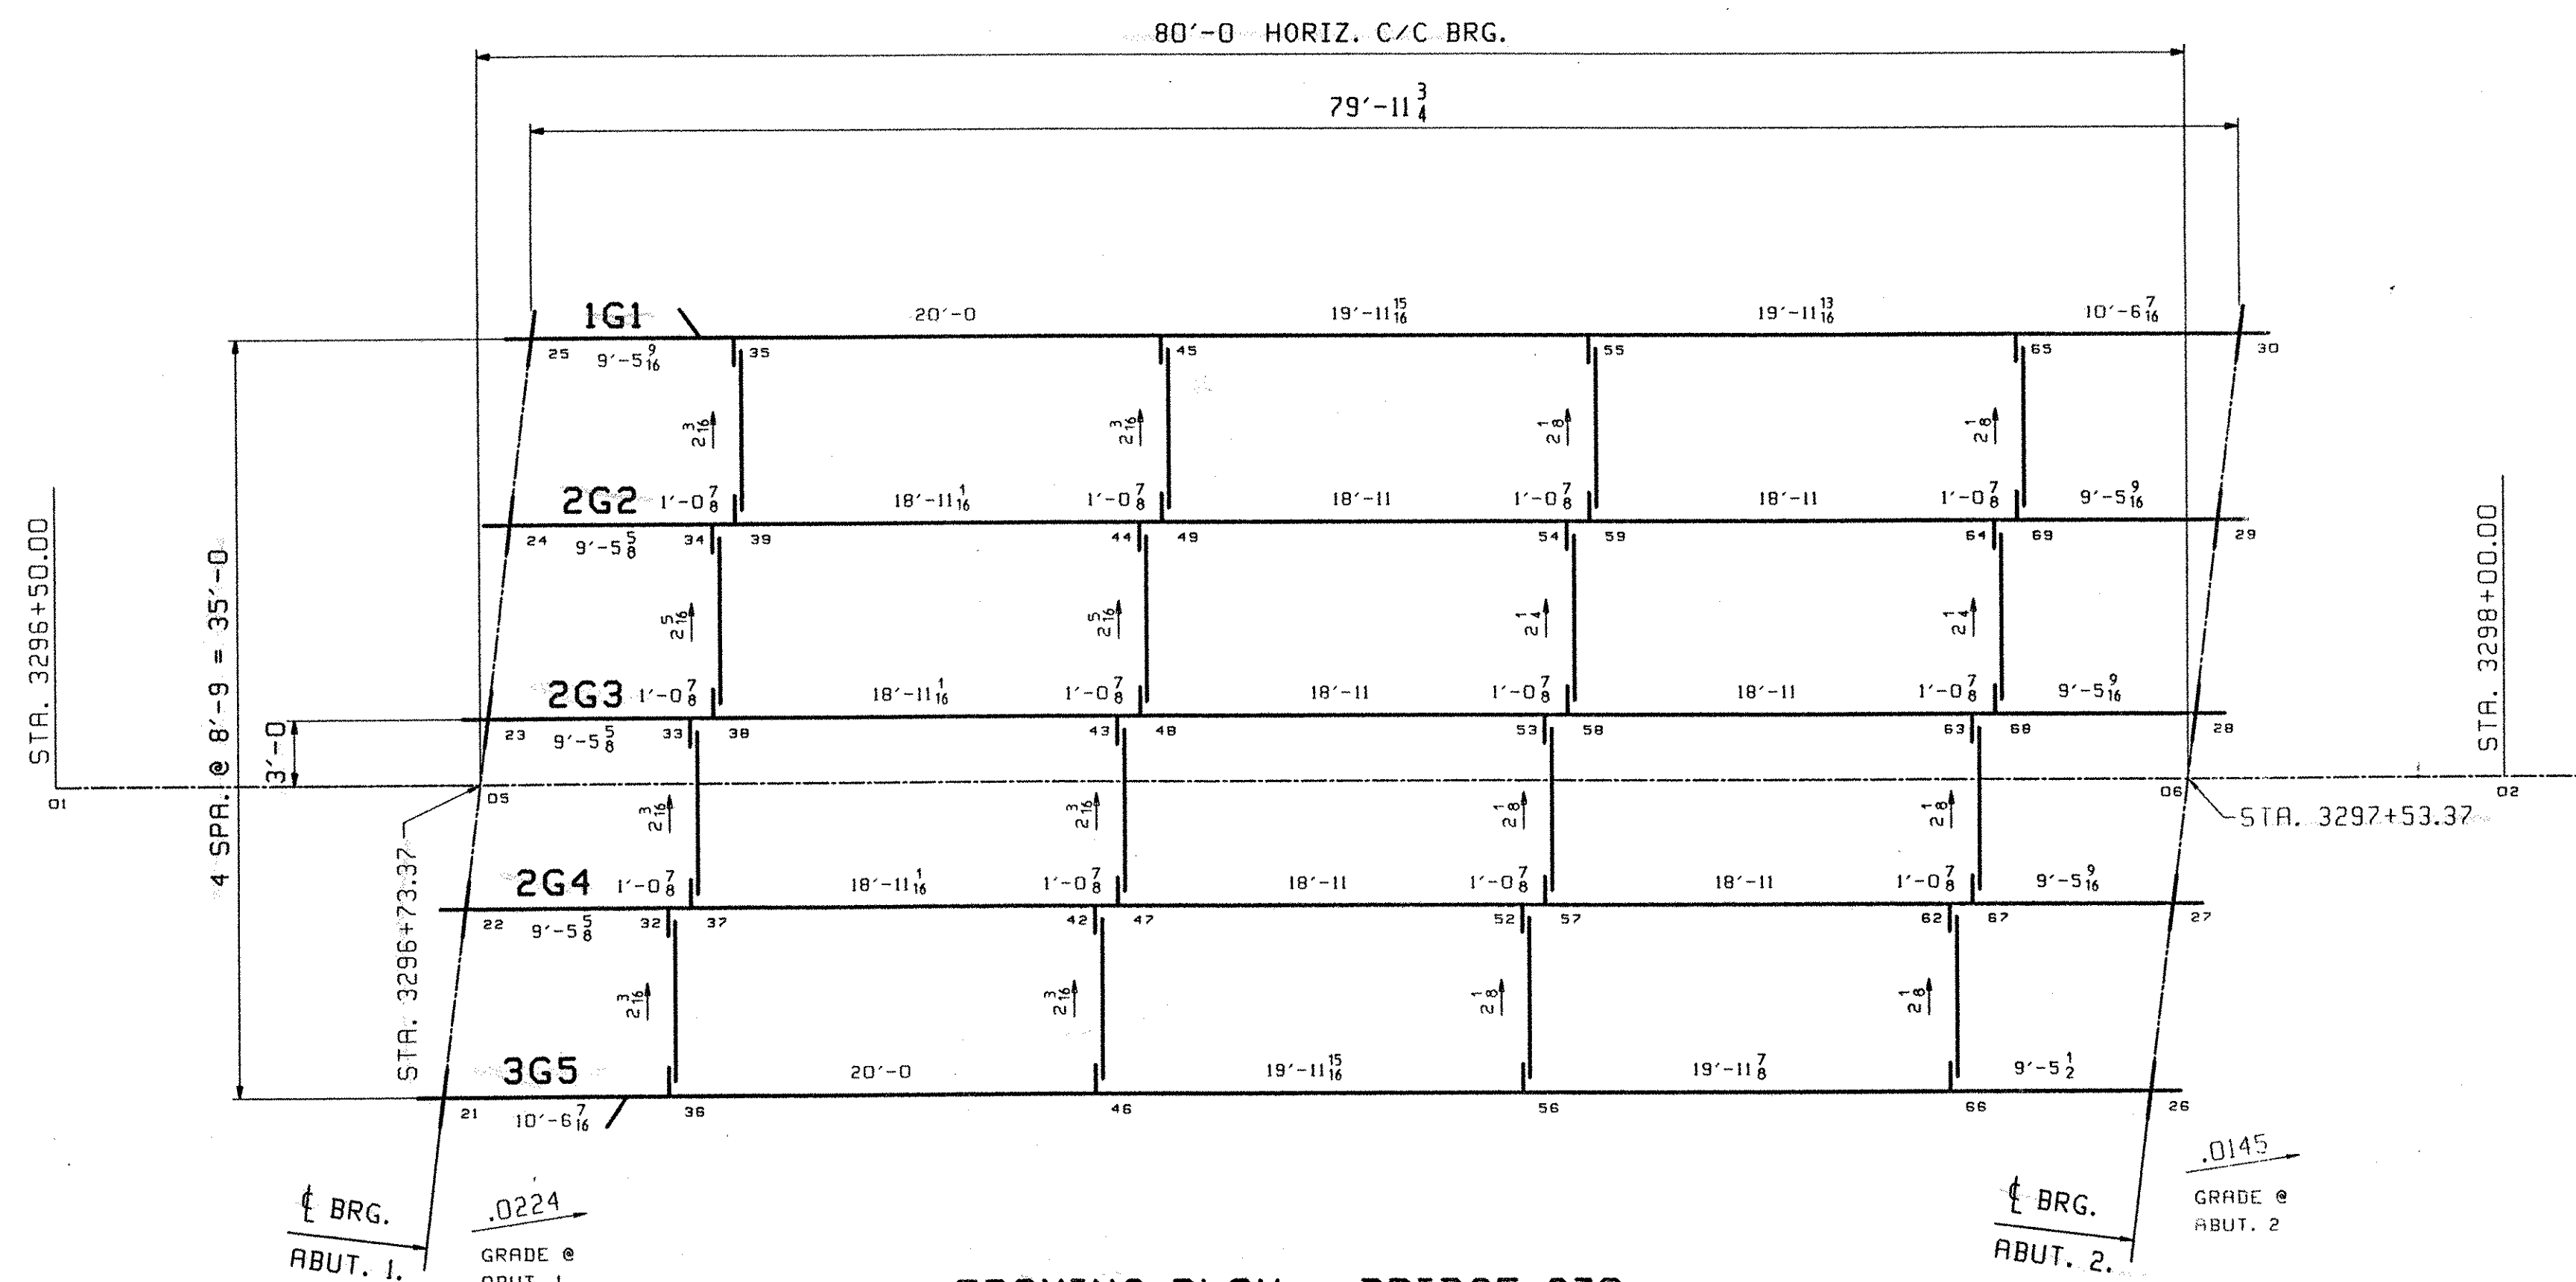 80'-0 HORIZ. C/C BRG.
79'-11 3/4
1G1 20'-0 19'-11 15/16 19'-11 13/16 10'-6 7/16
25 9'-5 9/16 35 45 55 65 30
2 3/16 2 3/16 2 1/8 2 1/8
2G2 1'-0 7/8 18'-11 1/16 1'-0 7/8 18'-11 1'-0 7/8 18'-11 1'-0 7/8 9'-5 9/16
24 9'-5 5/8 34 39 44 49 54 59 64 69 29
STA. 3296+50.00
4 SPA. @ 8'-9 = 35'-0
STA. 3298+00.00
2 5/16 2 5/16 2 1/4 2 1/4
2G3 1'-0 7/8 18'-11 1/16 1'-0 7/8 18'-11 1'-0 7/8 18'-11 1'-0 7/8 9'-5 9/16
23 9'-5 5/8 33 38 43 48 53 58 63 68 28
3'-0
01 05 06 02
2 3/16 2 3/16 2 1/8 2 1/8
STA. 3296+73.37
STA. 3297+53.37
2G4 1'-0 7/8 18'-11 1/16 1'-0 7/8 18'-11 1'-0 7/8 18'-11 1'-0 7/8 9'-5 9/16
22 9'-5 5/8 32 37 42 47 52 57 62 67 27
2 3/16 2 3/16 2 1/8 2 1/8
3G5 20'-0 19'-11 15/16 19'-11 7/8 9'-5 1/2
21 10'-6 7/16 36 46 56 66 26
℄ BRG.
ABUT. 1.
.0224
GRADE @
ABUT. 1
℄ BRG.
ABUT. 2.
.0145
GRADE @
ABUT. 2